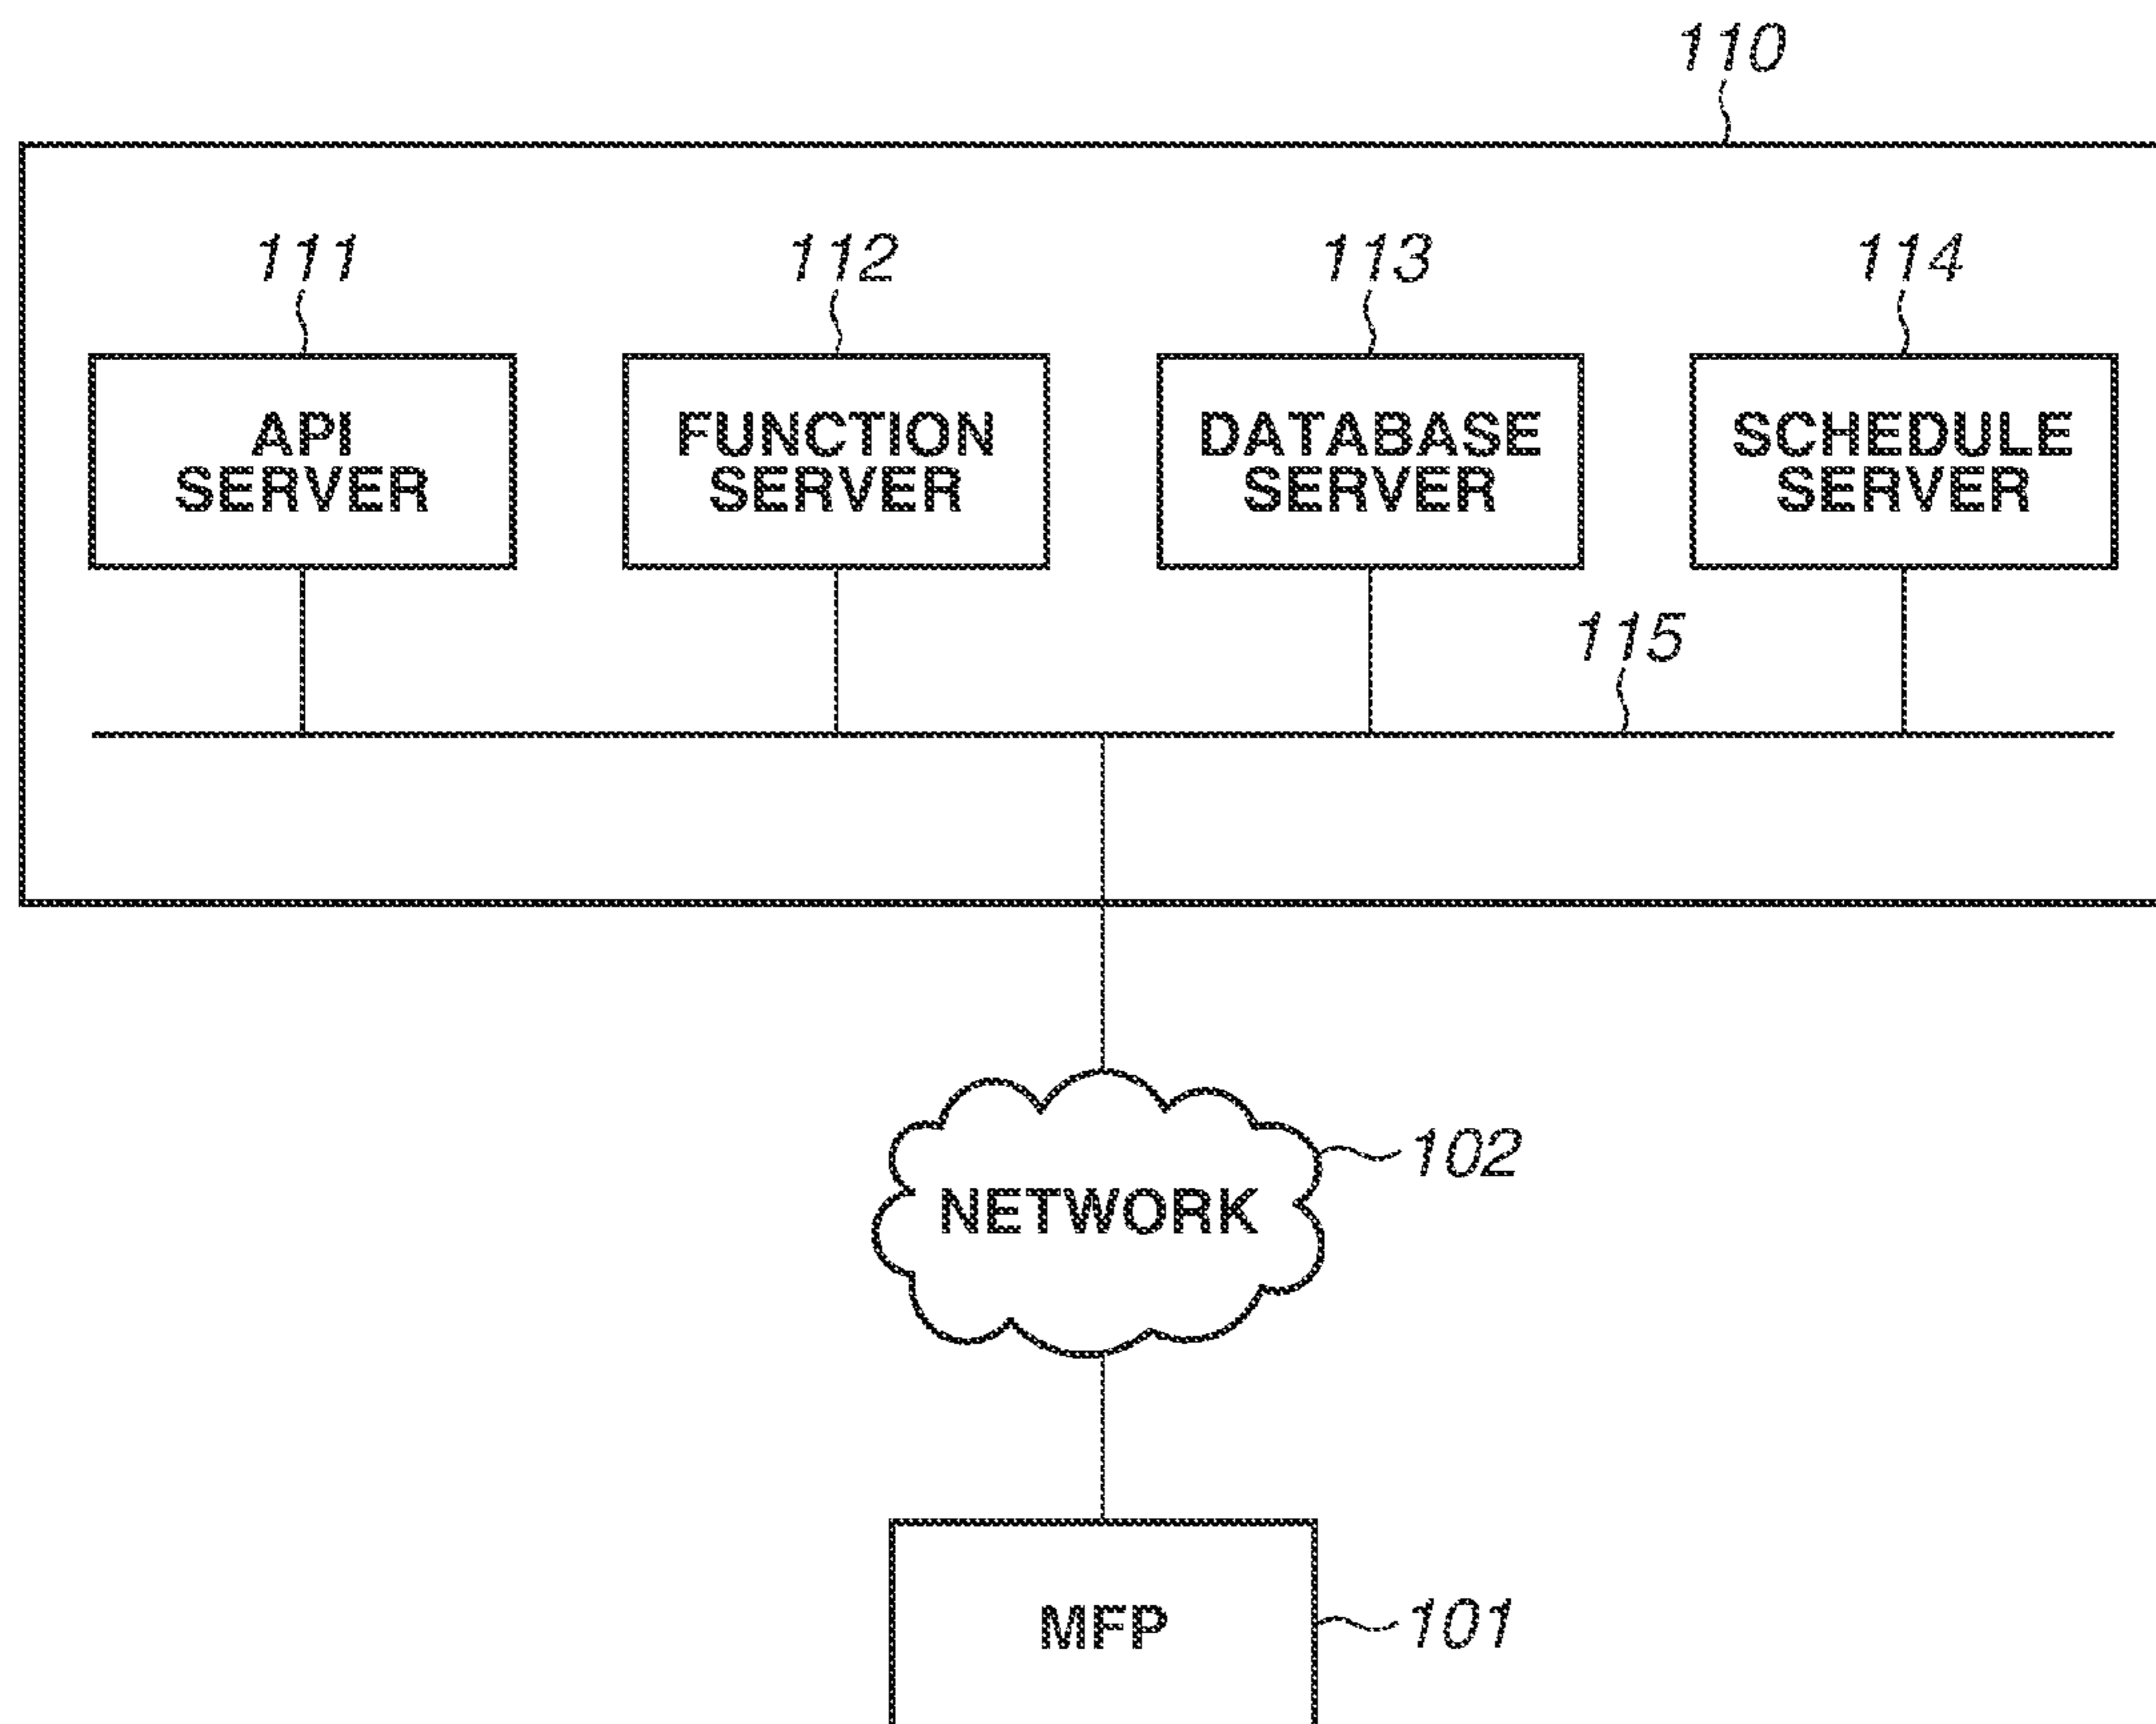 110
111
112
113
114
API
SERVER
FUNCTION
SERVER
DATABASE
SERVER
SCHEDULE
SERVER
115
102
NETWORK
MFP
101